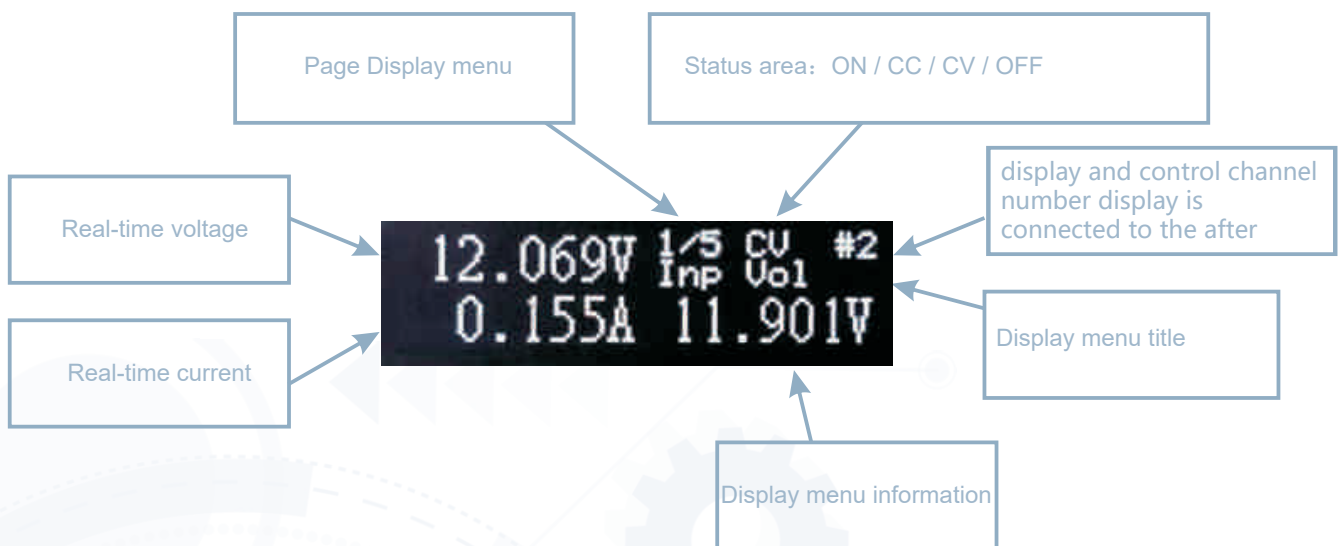 Page Display menu
Status area：ON / CC / CV / OFF
display and control channel
number display is
connected to the after
Real-time voltage
12.069V 1/5 CV #2
Inp Vol
0.155A 11.901V
Display menu title
Real-time current
Display menu information